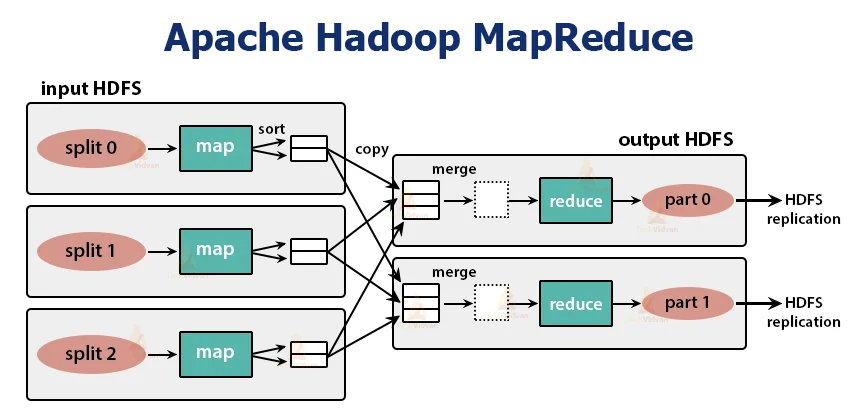 Apache Hadoop MapReduce
input HDFS
split 0
map
sort
copy
split 1
map
split 2
map
output HDFS
merge
reduce
part 0
HDFS
replication
merge
reduce
part 1
HDFS
replication